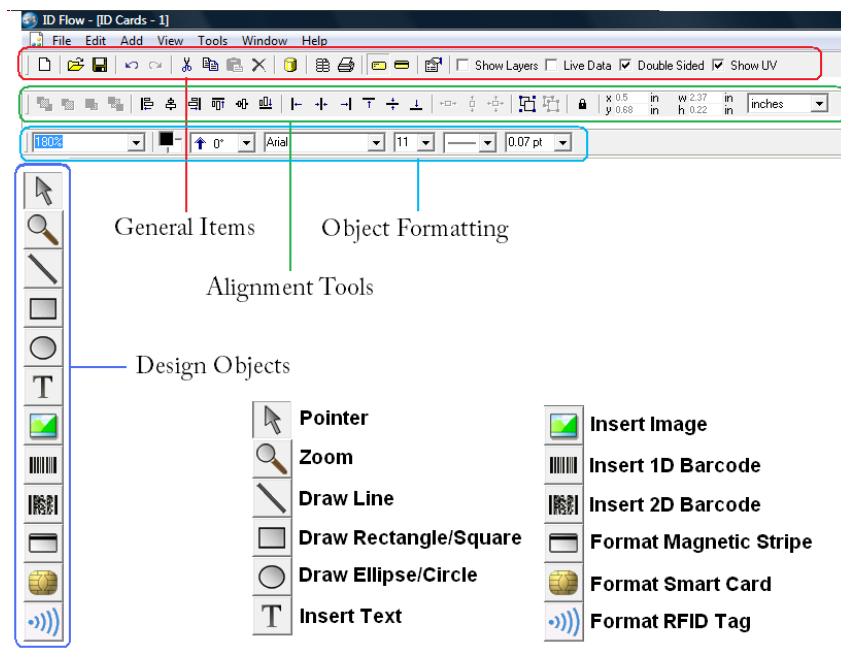 ID Flow - [ID Cards - 1]
File Edit Add View Tools Window Help
Show Layers Live Data Double Sided Show UV
x 0.5 in w 2.37 in inches
y 0.68 in h 0.22 in
180% 0° Arial 11 0.07 pt
General Items
Object Formatting
Alignment Tools
Design Objects
T
Pointer
Zoom
Draw Line
Draw Rectangle/Square
Draw Ellipse/Circle
T Insert Text
Insert Image
Insert 1D Barcode
Insert 2D Barcode
Format Magnetic Stripe
Format Smart Card
Format RFID Tag